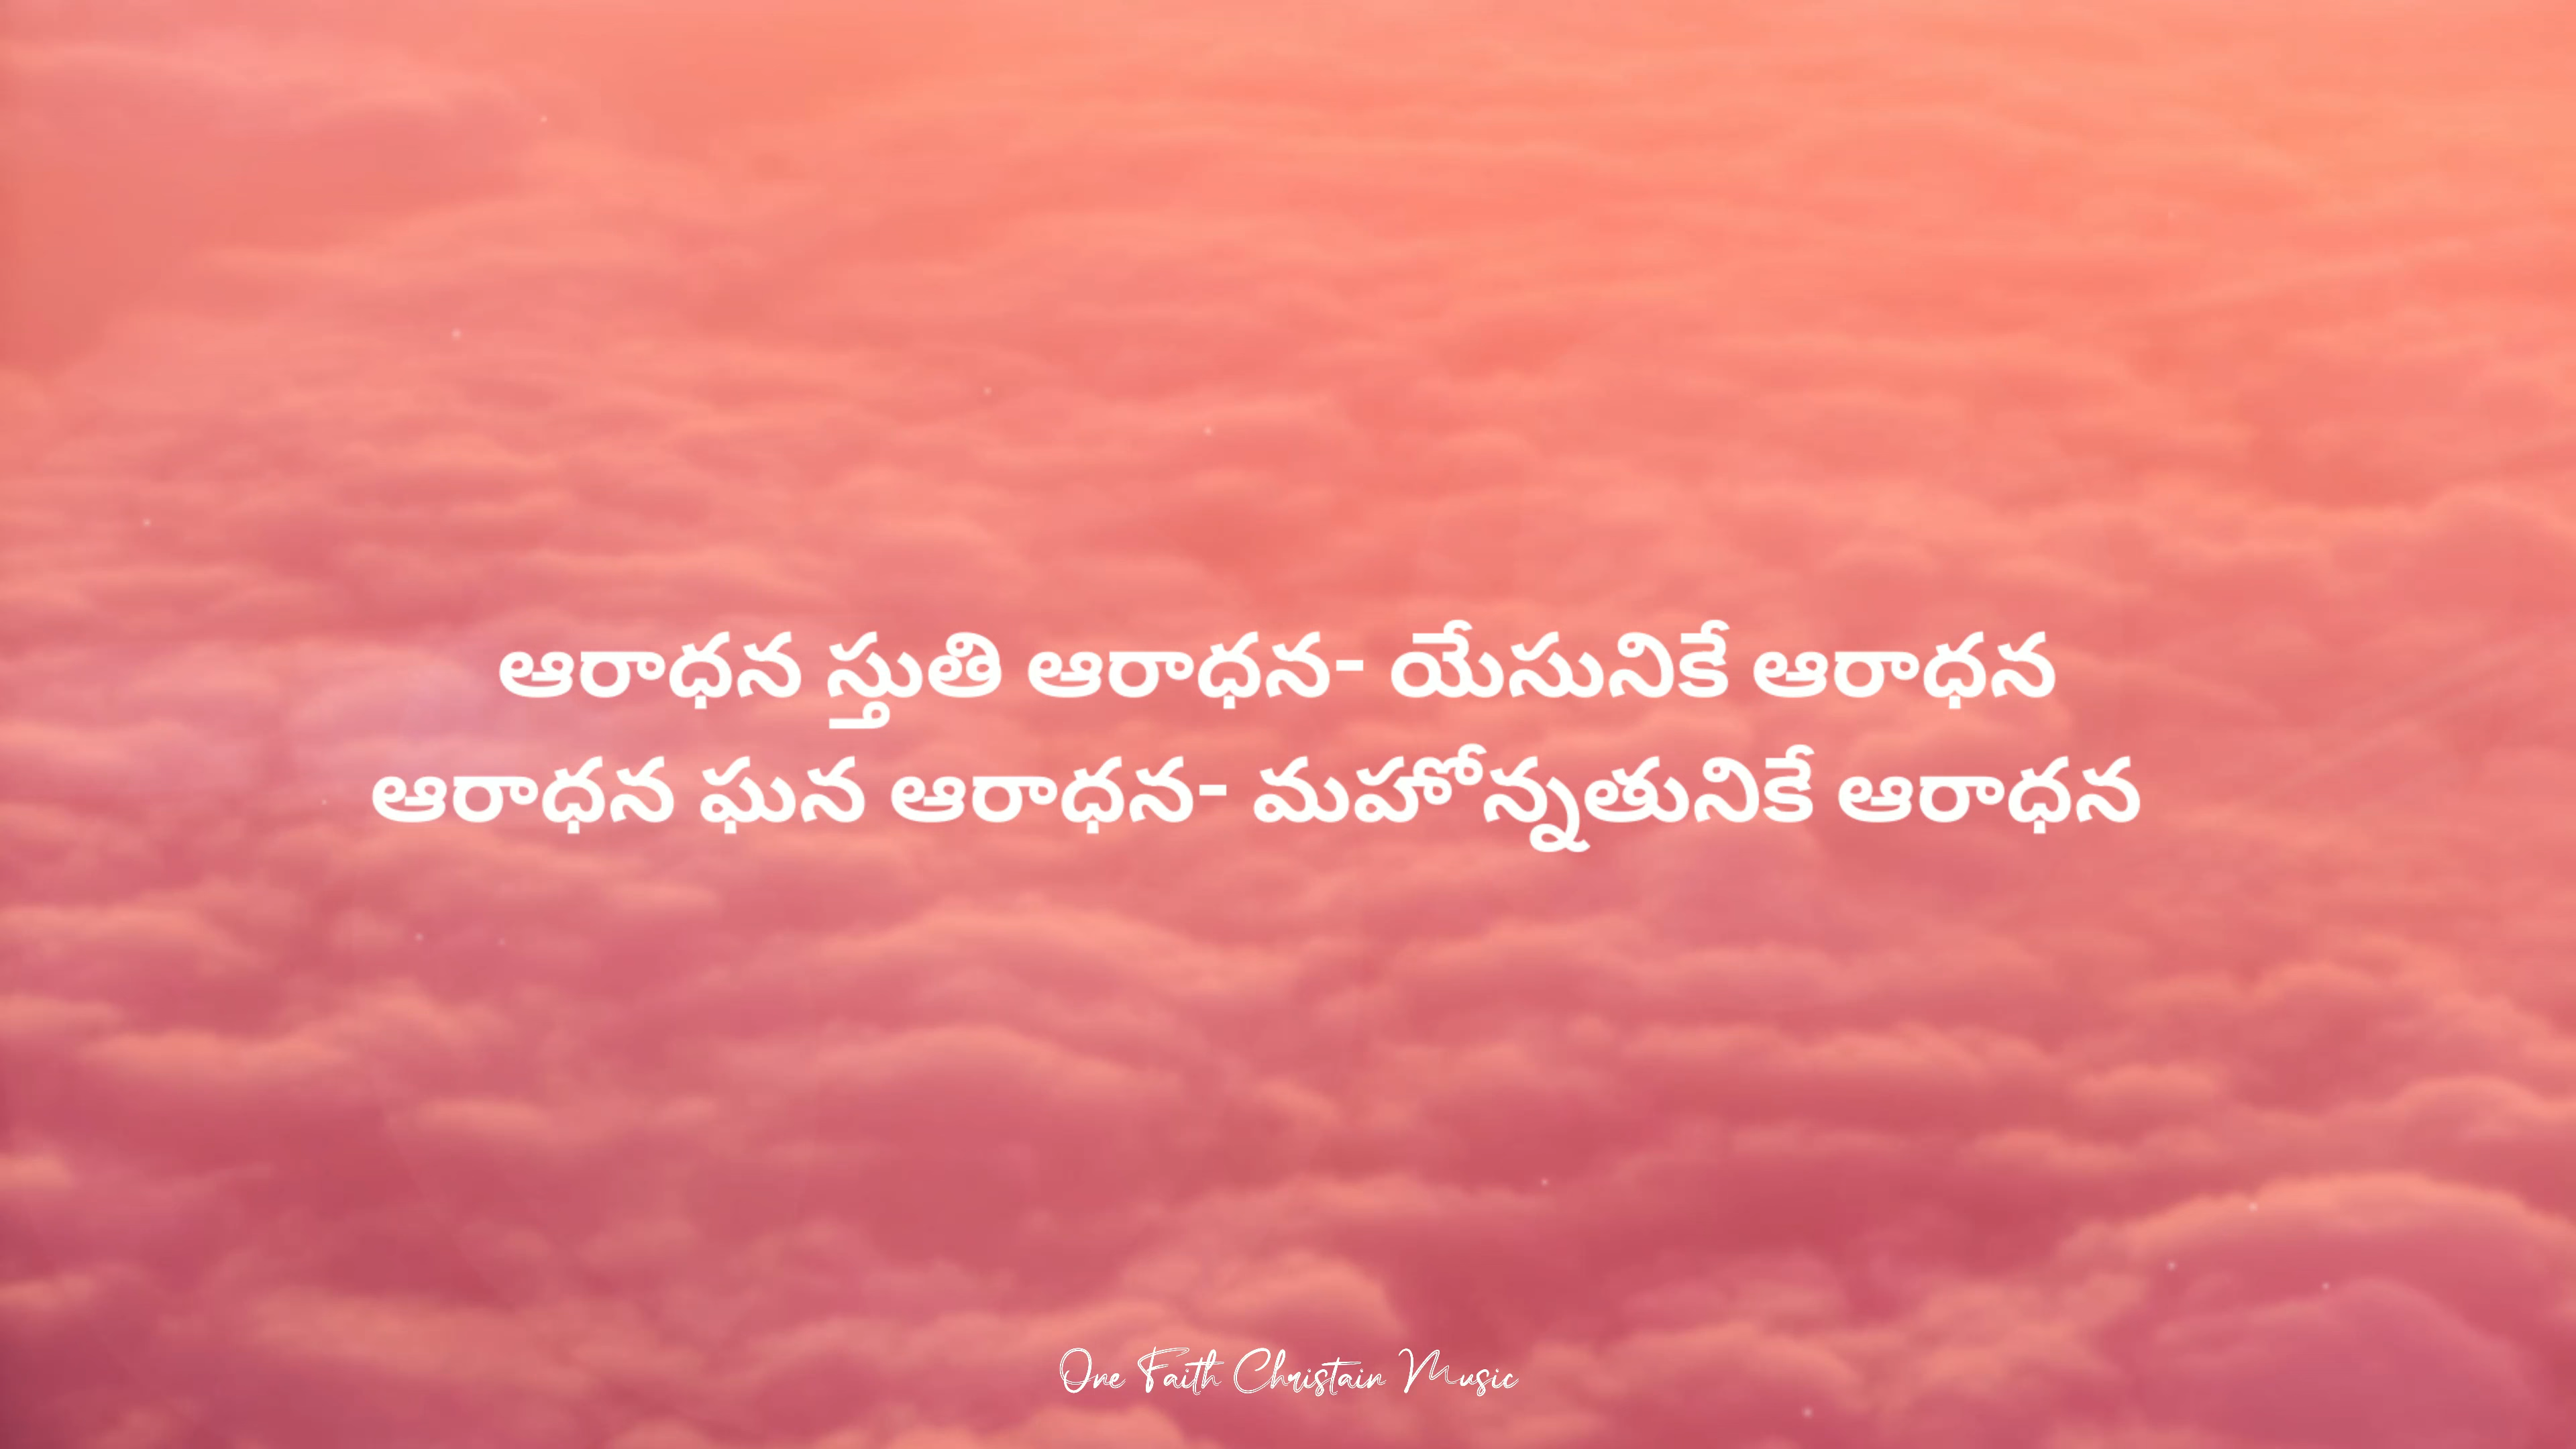 ఆరాధన స్తుతి ఆరాధన- యేసునికే ఆరాధన
ఆరాధన ఘన ఆరాధన- మహోన్నతునికే ఆరాధన
One Faith Christain Music